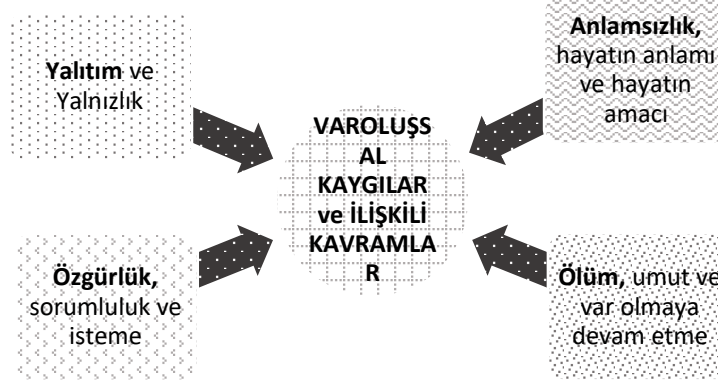 Yalıtım ve
Yalnızlık
Anlamsızlık,
hayatın anlamı
ve hayatın
amacı
VAROLUŞS
AL
KAYGILAR
ve İLİŞKİLİ
KAVRAMLA
R
Özgürlük,
sorumluluk ve
isteme
Ölüm, umut ve
var olmaya
devam etme